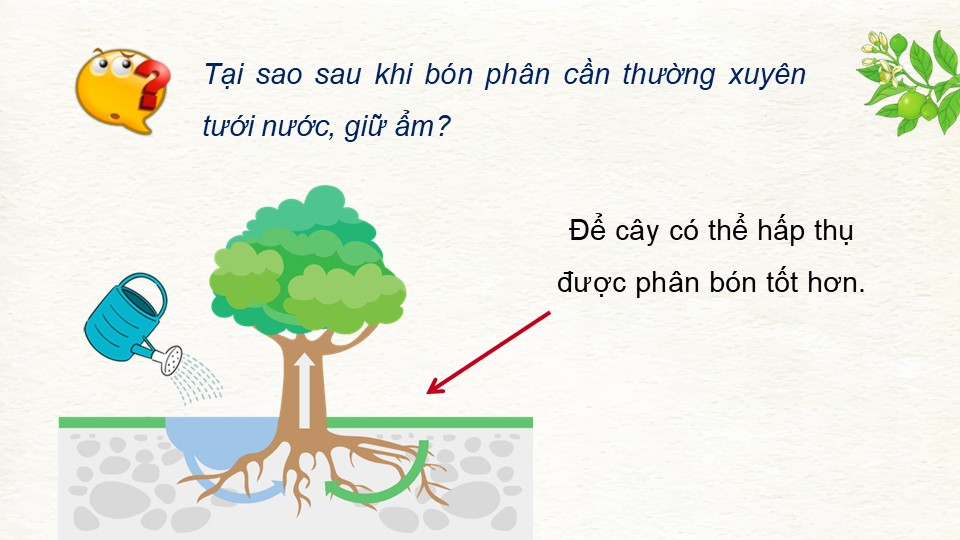 Tại sao sau khi bón phân cần thường xuyên
tưới nước, giữ ẩm?
Để cây có thể hấp thụ
được phân bón tốt hơn.